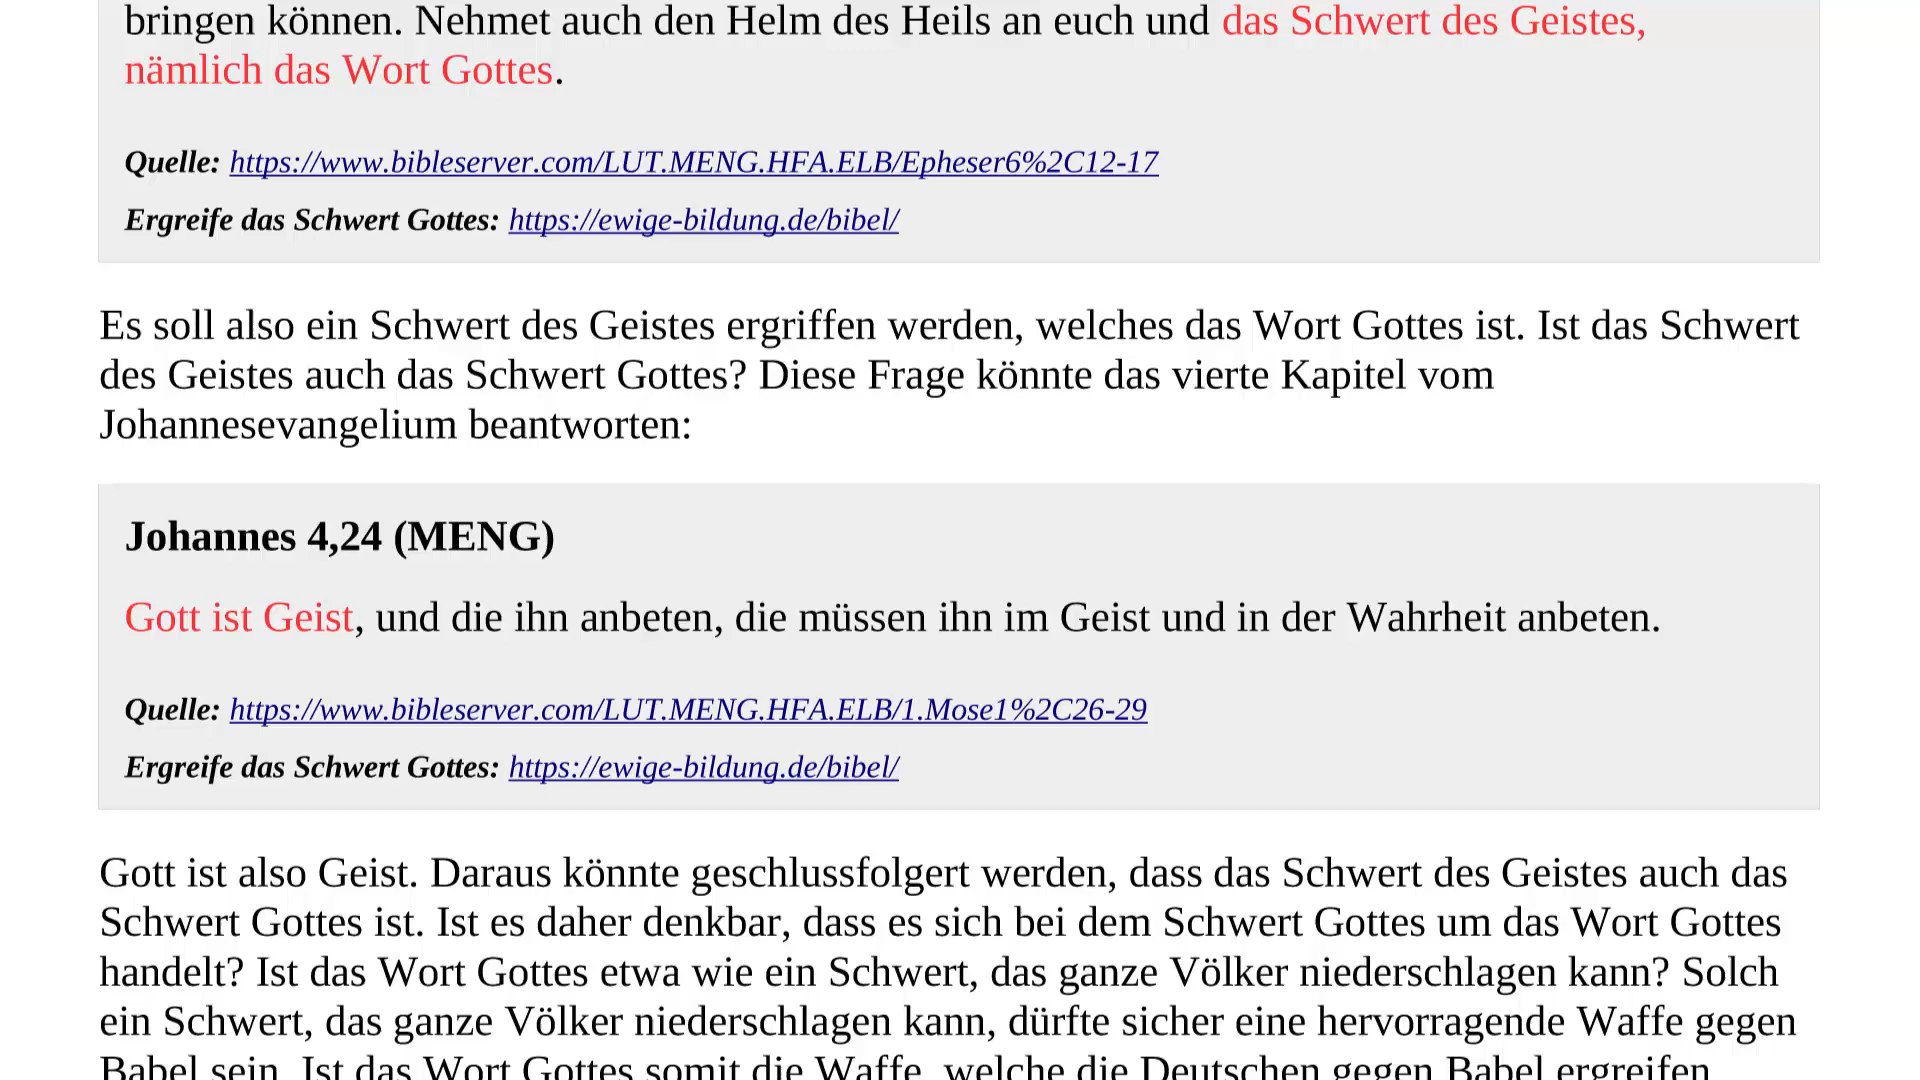 bringen können. Nehmet auch den Helm des Heils an euch und das Schwert des Geistes,
nämlich das Wort Gottes.
Quelle: https://www.bibleserver.com/LUT.MENG.HFA.ELB/Epheser6%2C12-17
Ergreife das Schwert Gottes: https://ewige-bildung.de/bibel/
Es soll also ein Schwert des Geistes ergriffen werden, welches das Wort Gottes ist. Ist das Schwert
des Geistes auch das Schwert Gottes? Diese Frage könnte das vierte Kapitel vom
Johannesevangelium beantworten:
Johannes 4,24 (MENG)
Gott ist Geist, und die ihn anbeten, die müssen ihn im Geist und in der Wahrheit anbeten.
Quelle: https://www.bibleserver.com/LUT.MENG.HFA.ELB/1.Mose1%2C26-29
Ergreife das Schwert Gottes: https://ewige-bildung.de/bibel/
Gott ist also Geist. Daraus könnte geschlussfolgert werden, dass das Schwert des Geistes auch das
Schwert Gottes ist. Ist es daher denkbar, dass es sich bei dem Schwert Gottes um das Wort Gottes
handelt? Ist das Wort Gottes etwa wie ein Schwert, das ganze Völker niederschlagen kann? Solch
ein Schwert, das ganze Völker niederschlagen kann, dürfte sicher eine hervorragende Waffe gegen
Babel sein. Ist das Wort Gottes somit die Waffe, welche die Deutschen gegen Babel ergreifen